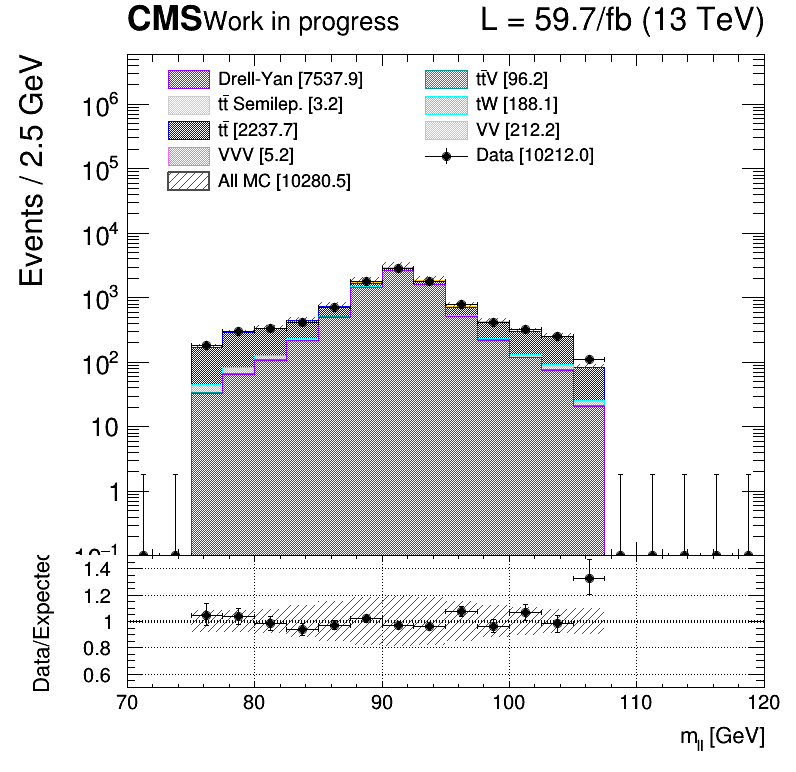 CMS Work in progress L = 59.7/fb (13 TeV)
Events / 2.5 GeV
Drell-Yan [7537.9]
tt̄ Semilep. [3.2]
tt̄ [2237.7]
VVV [5.2]
All MC [10280.5]
tt̄V [96.2]
tW [188.1]
VV [212.2]
Data [10212.0]
10⁶
10⁵
10⁴
10³
10²
10
1
10⁻¹
Data/Expected
1.4
1.2
1
0.8
0.6
70 80 90 100 110 120
m_ll [GeV]